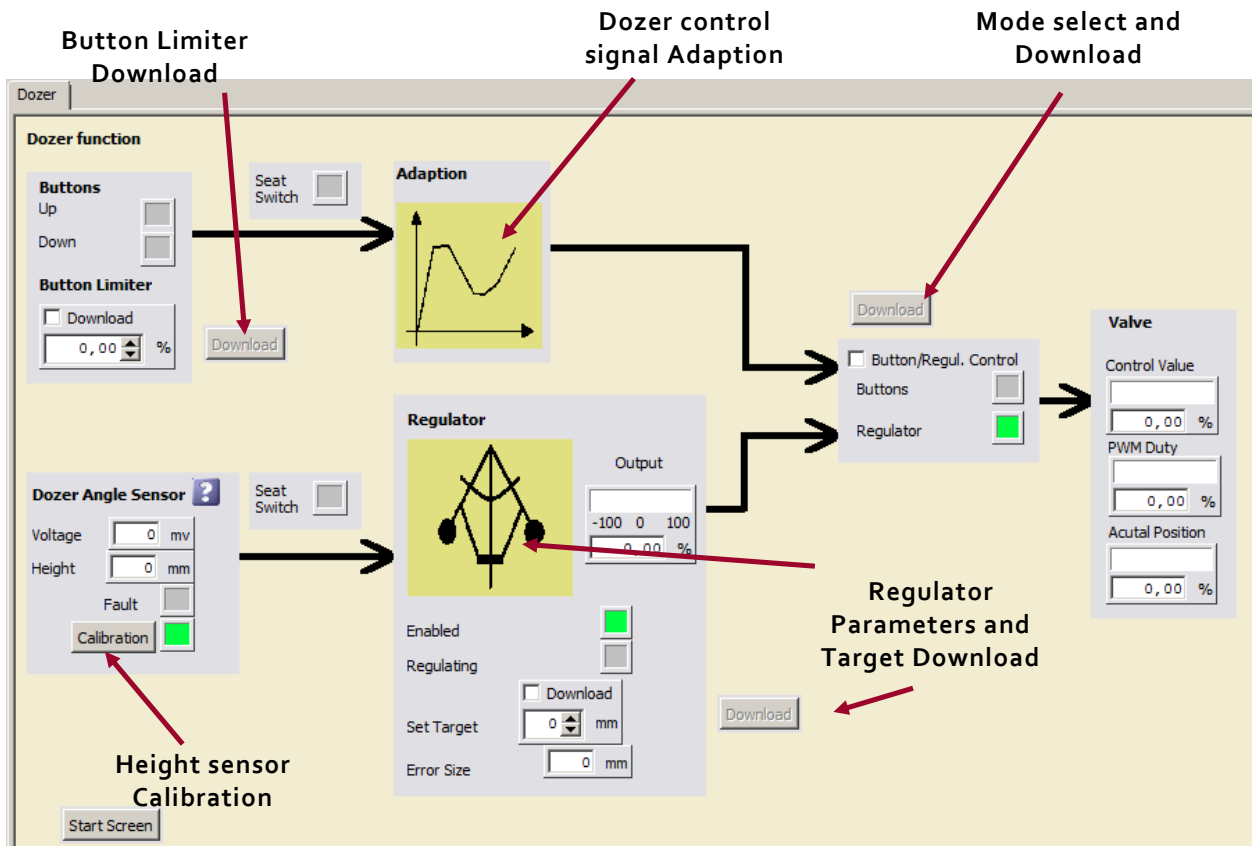 Button Limiter
Download
Dozer control
signal Adaption
Mode select and
Download
Dozer
Dozer function
Buttons
Up
Down
Button Limiter
Download
0,00 %
Download
Seat
Switch
Adaption
Download
Button/Regul. Control
Buttons
Regulator
Valve
Control Value
0,00 %
PWM Duty
0,00 %
Acutal Position
0,00 %
Dozer Angle Sensor ?
Voltage 0 mv
Height 0 mm
Fault
Calibration
Seat
Switch
Regulator
Output
-100 0 100
0,00 %
Enabled
Regulating
Download
Set Target 0 mm
Error Size 0 mm
Download
Regulator
Parameters and
Target Download
Height sensor
Calibration
Start Screen